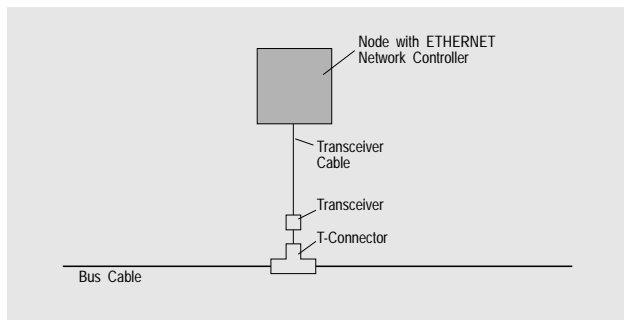 Node with ETHERNET
Network Controller
Transceiver
Cable
Transceiver
T-Connector
Bus Cable